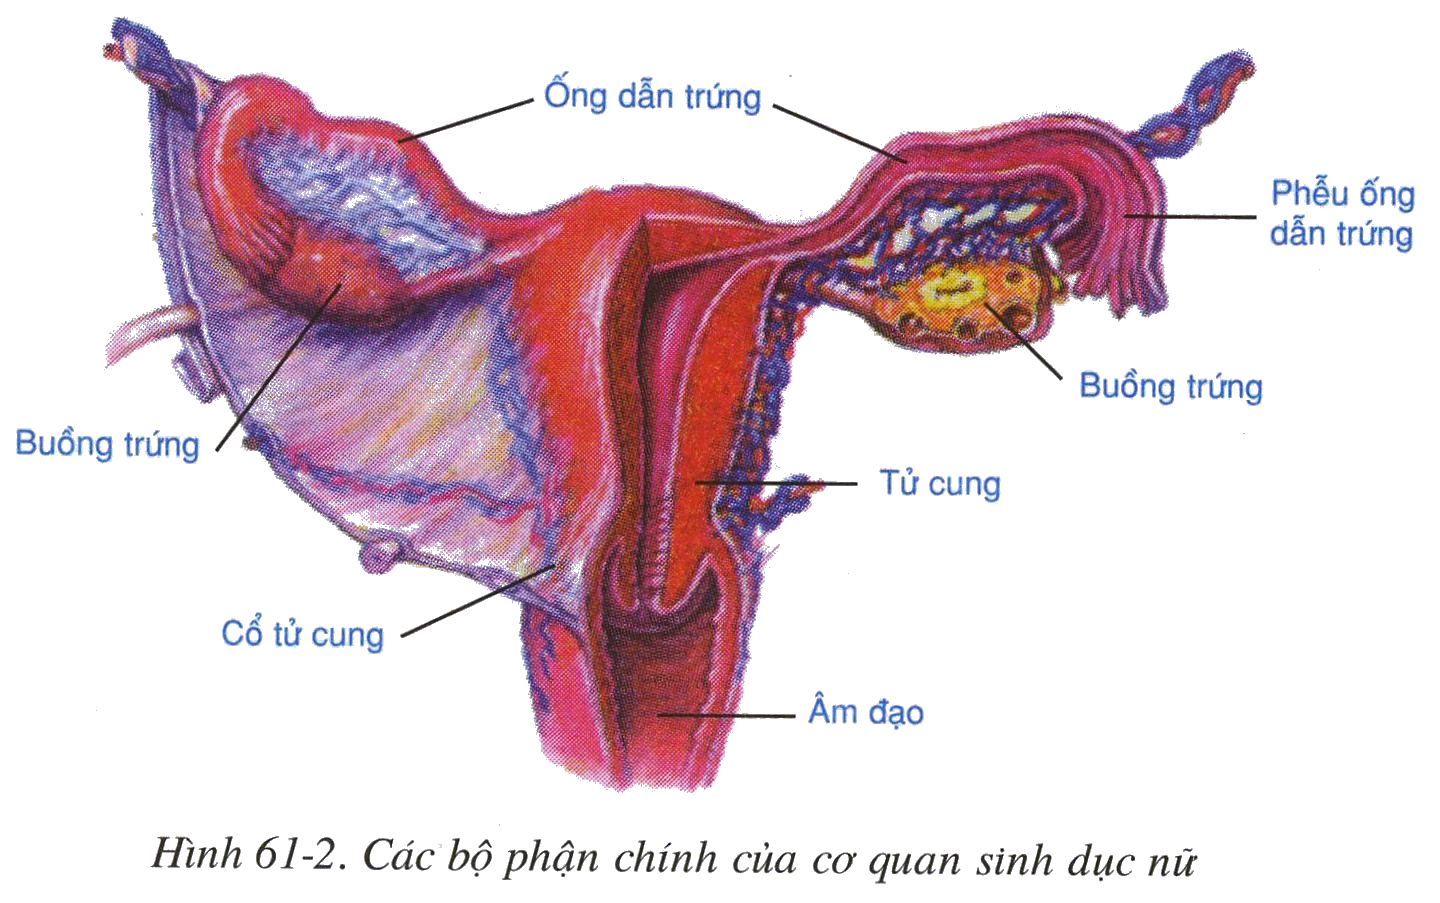 Ống dẫn trứng
Phễu ống
dẫn trứng
Buồng trứng
Buồng trứng
Tử cung
Cổ tử cung
Âm đạo
Hình 61-2. Các bộ phận chính của cơ quan sinh dục nữ